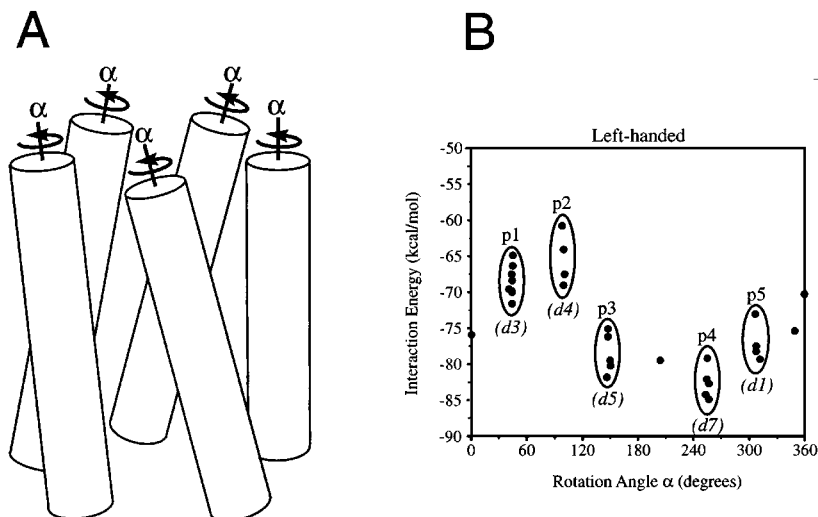 A
α
α
α
α
α
B
Left-handed
Interaction Energy (kcal/mol)
-50
-55
-60
-65
-70
-75
-80
-85
-90
p1
(d3)
p2
(d4)
p3
(d5)
p4
(d7)
p5
(d1)
0
60
120
180
240
300
360
Rotation Angle α (degrees)